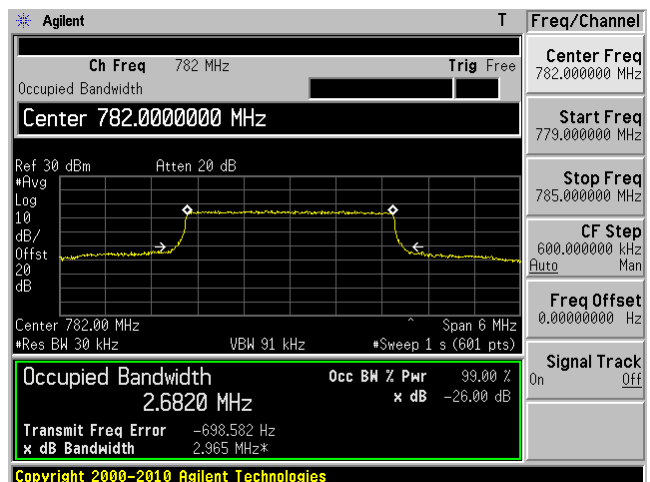 Agilent T Freq/Channel
Ch Freq 782 MHz Trig Free
Occupied Bandwidth
Center 782.0000000 MHz
Ref 30 dBm Atten 20 dB
#Avg
Log
10
dB/
Offst
20
dB
Center 782.00 MHz Span 6 MHz
#Res BW 30 kHz VBW 91 kHz #Sweep 1 s (601 pts)
Occupied Bandwidth Occ BW % Pwr 99.00 %
2.6820 MHz x dB -26.00 dB
Transmit Freq Error -698.582 Hz
x dB Bandwidth 2.965 MHz*
Copyright 2000-2010 Agilent Technologies
Center Freq
782.000000 MHz
Start Freq
779.000000 MHz
Stop Freq
785.000000 MHz
CF Step
600.000000 kHz
Auto Man
Freq Offset
0.00000000 Hz
Signal Track
On Off